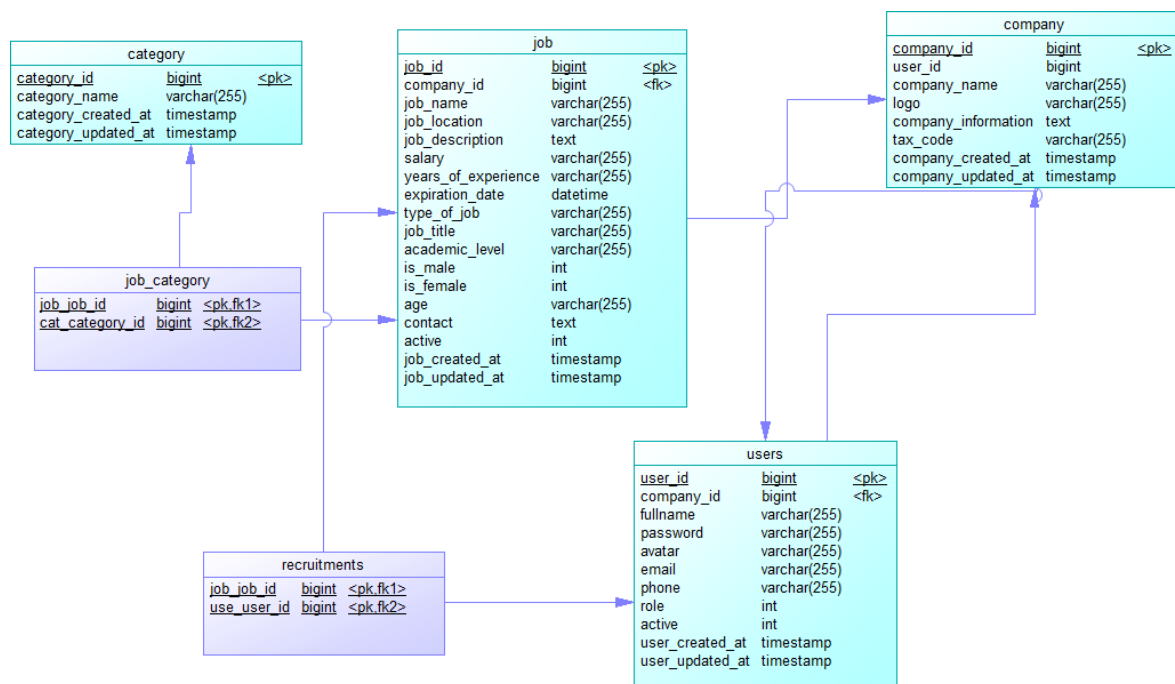 category
category_id bigint <pk>
category_name varchar(255)
category_created_at timestamp
category_updated_at timestamp
job
job_id bigint <pk>
company_id bigint <fk>
job_name varchar(255)
job_location varchar(255)
job_description text
salary varchar(255)
years_of_experience varchar(255)
expiration_date datetime
type_of_job varchar(255)
job_title varchar(255)
academic_level varchar(255)
is_male int
is_female int
age varchar(255)
contact text
active int
job_created_at timestamp
job_updated_at timestamp
company
company_id bigint <pk>
user_id bigint
company_name varchar(255)
logo varchar(255)
company_information text
tax_code varchar(255)
company_created_at timestamp
company_updated_at timestamp
job_category
job_job_id bigint <pk,fk1>
cat_category_id bigint <pk,fk2>
users
user_id bigint <pk>
company_id bigint <fk>
fullname varchar(255)
password varchar(255)
avatar varchar(255)
email varchar(255)
phone varchar(255)
role int
active int
user_created_at timestamp
user_updated_at timestamp
recruitments
job_job_id bigint <pk,fk1>
use_user_id bigint <pk,fk2>